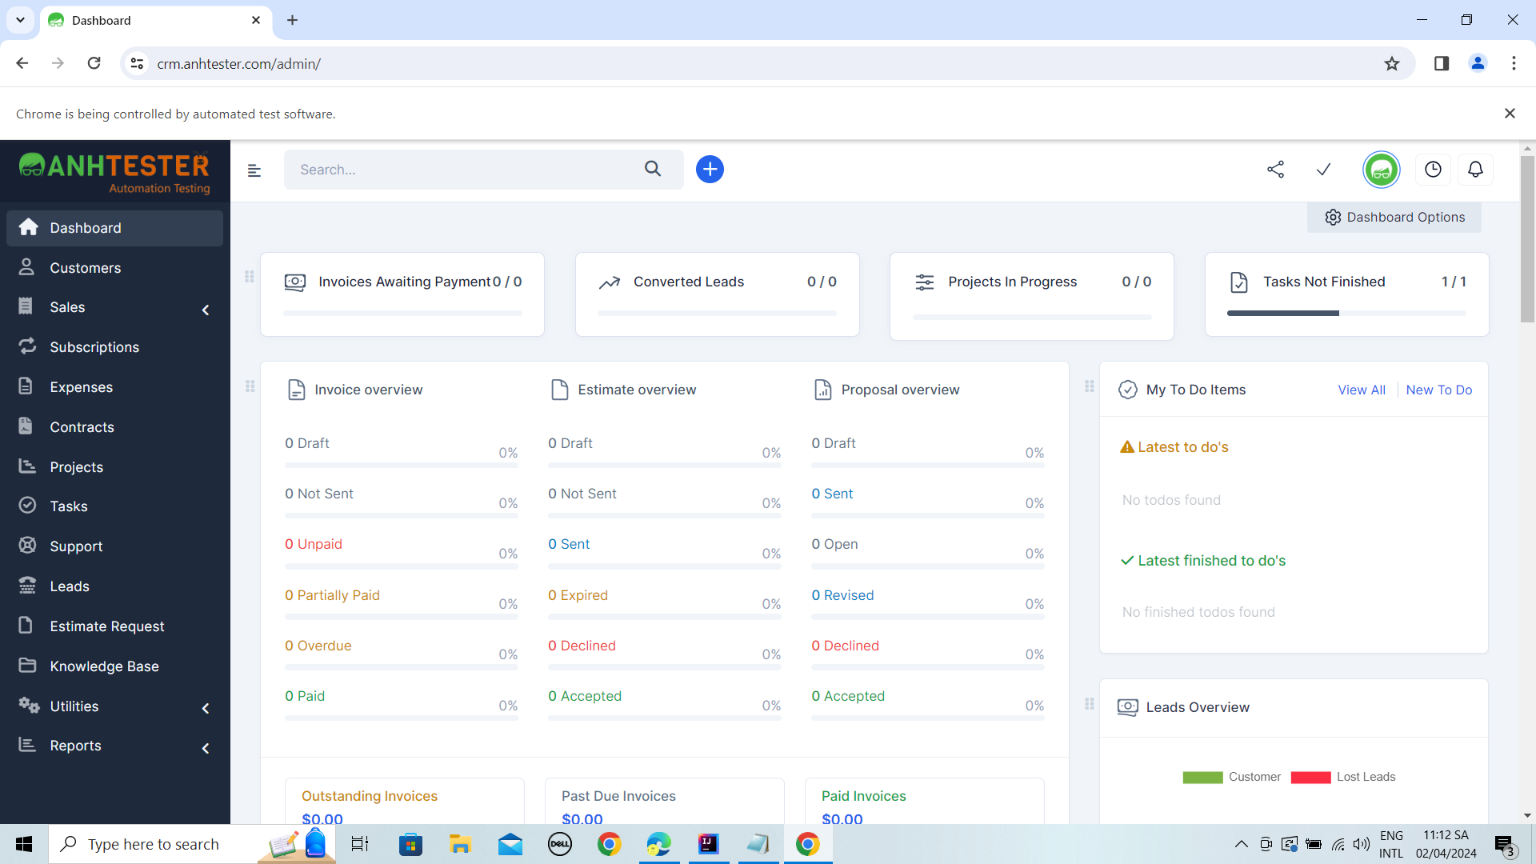 Dashboard
crm.anhtester.com/admin/
Chrome is being controlled by automated test software.
ANHTESTER
Automation Testing
Search...
Dashboard Options
Dashboard
Customers
Sales
Subscriptions
Expenses
Contracts
Projects
Tasks
Support
Leads
Estimate Request
Knowledge Base
Utilities
Reports
Invoices Awaiting Payment 0 / 0
Converted Leads 0 / 0
Projects In Progress 0 / 0
Tasks Not Finished 1 / 1
Invoice overview
0 Draft 0%
0 Not Sent 0%
0 Unpaid 0%
0 Partially Paid 0%
0 Overdue 0%
0 Paid 0%
Estimate overview
0 Draft 0%
0 Not Sent 0%
0 Sent 0%
0 Expired 0%
0 Declined 0%
0 Accepted 0%
Proposal overview
0 Draft 0%
0 Sent 0%
0 Open 0%
0 Revised 0%
0 Declined 0%
0 Accepted 0%
Outstanding Invoices
$0.00
Past Due Invoices
$0.00
Paid Invoices
$0.00
My To Do Items View All New To Do
Latest to do's
No todos found
Latest finished to do's
No finished todos found
Leads Overview
Customer Lost Leads
Type here to search
DELL
IJ
ENG
INTL
11:12 SA
02/04/2024
3